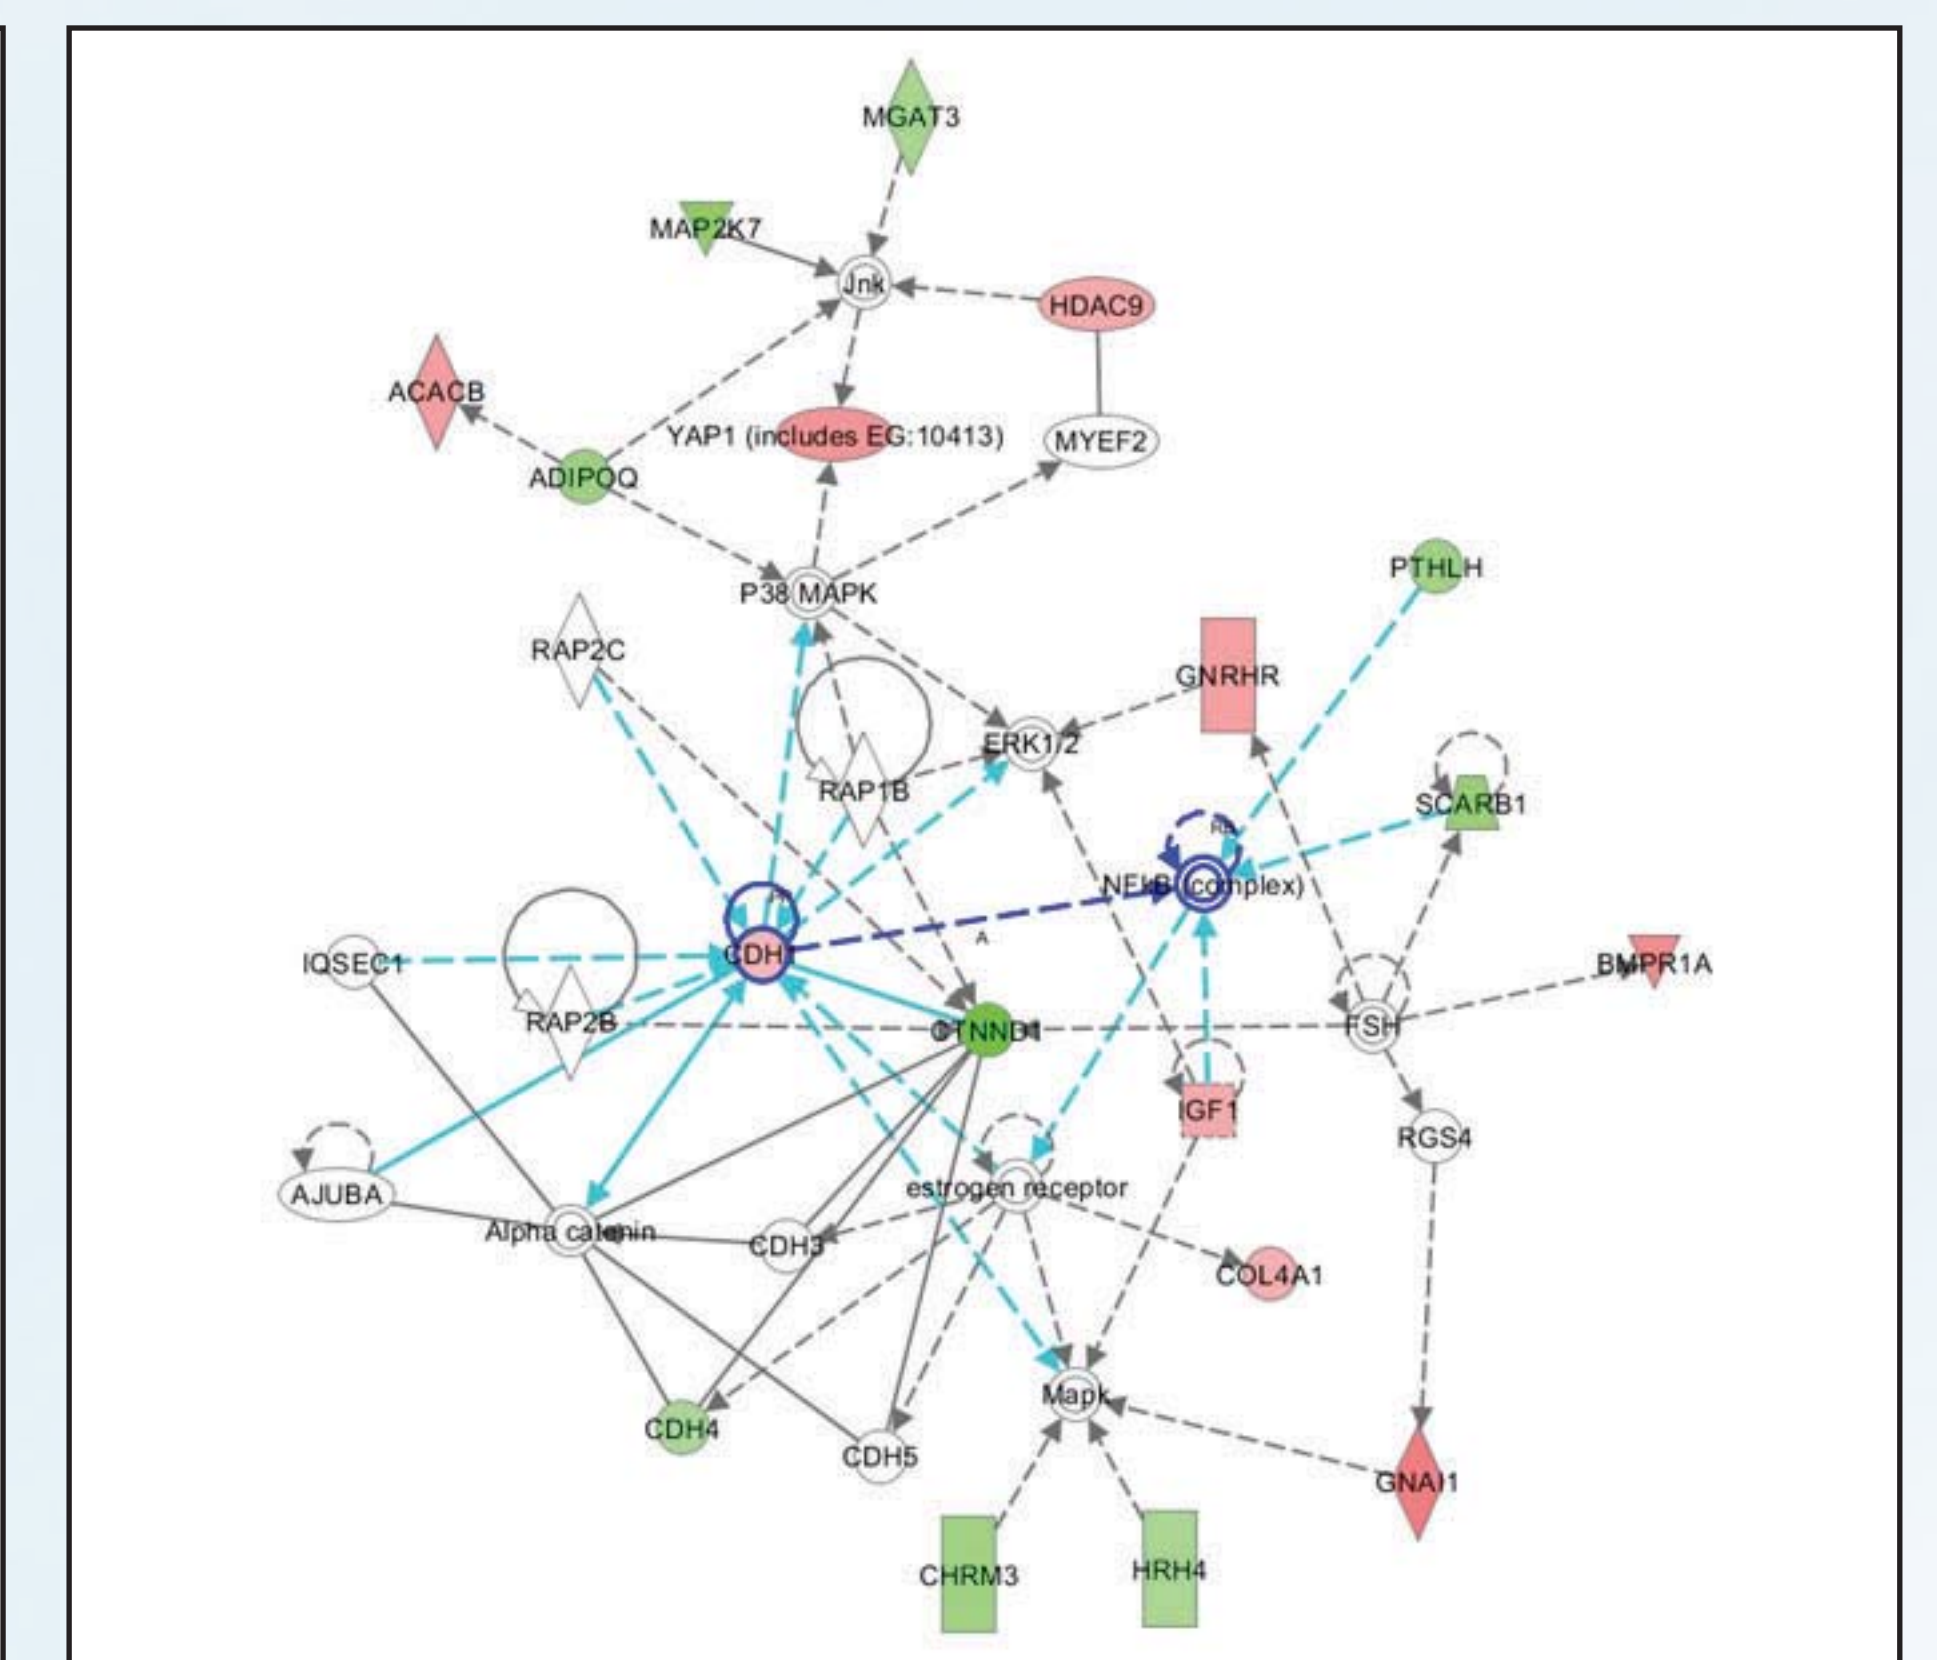 MGAT3
MAP2K7
Jnk
HDAC9
ACACB
YAP1 (includes EG:10413)
MYEF2
ADIPOQ
PTHLH
P38 MAPK
RAP2C
GNRHR
ERK1/2
RAP1B
SCARB1
NFkB (complex)
CDH1
A
IQSEC1
BMPR1A
RAP2B
CTNND1
FSH
IGF1
RGS4
AJUBA
estrogen receptor
Alpha catenin
CDH3
COL4A1
Mapk
CDH4
CDH5
GNAI1
CHRM3
HRH4